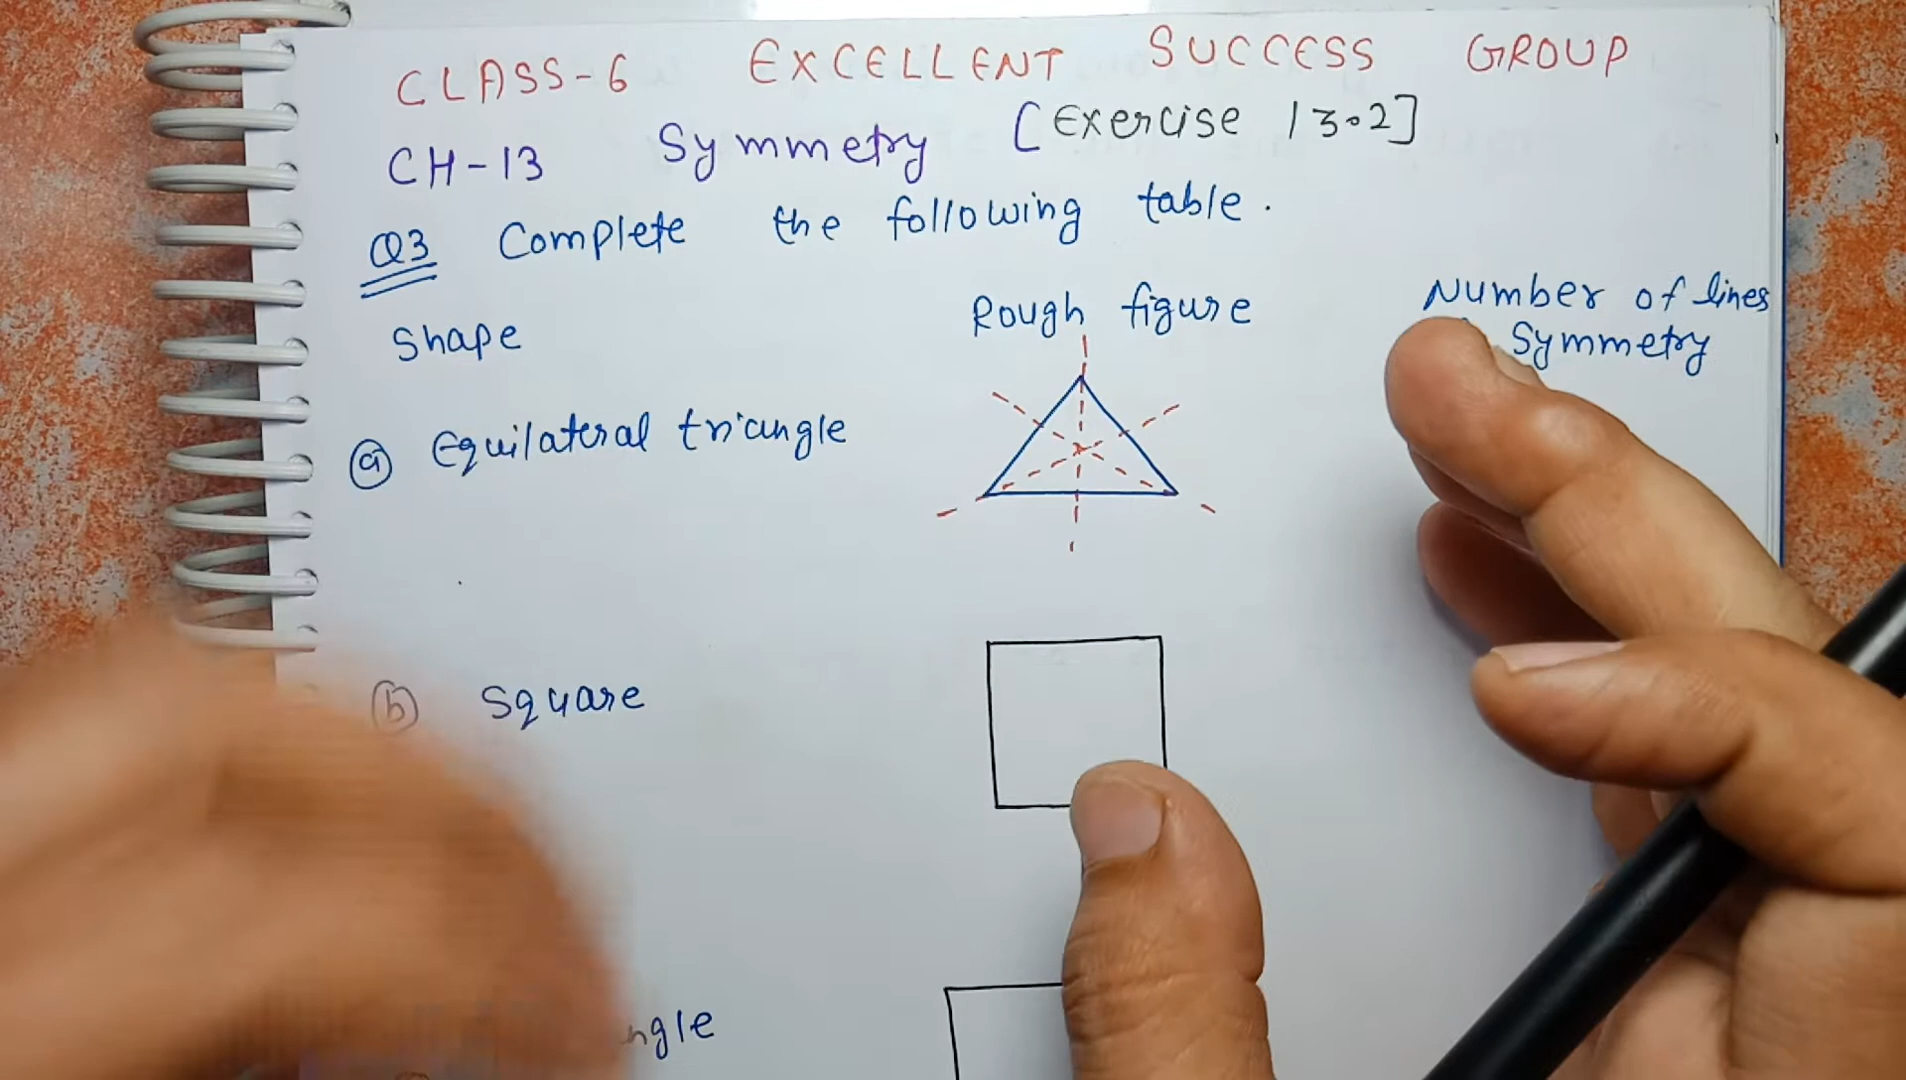 CLASS-6 EXCELLENT SUCCESS GROUP
CH-13 Symmetry [Exercise 13.2]
Q3 Complete the following table.
Shape Rough figure Number of lines
Symmetry
(a) Equilateral triangle
(b) Square